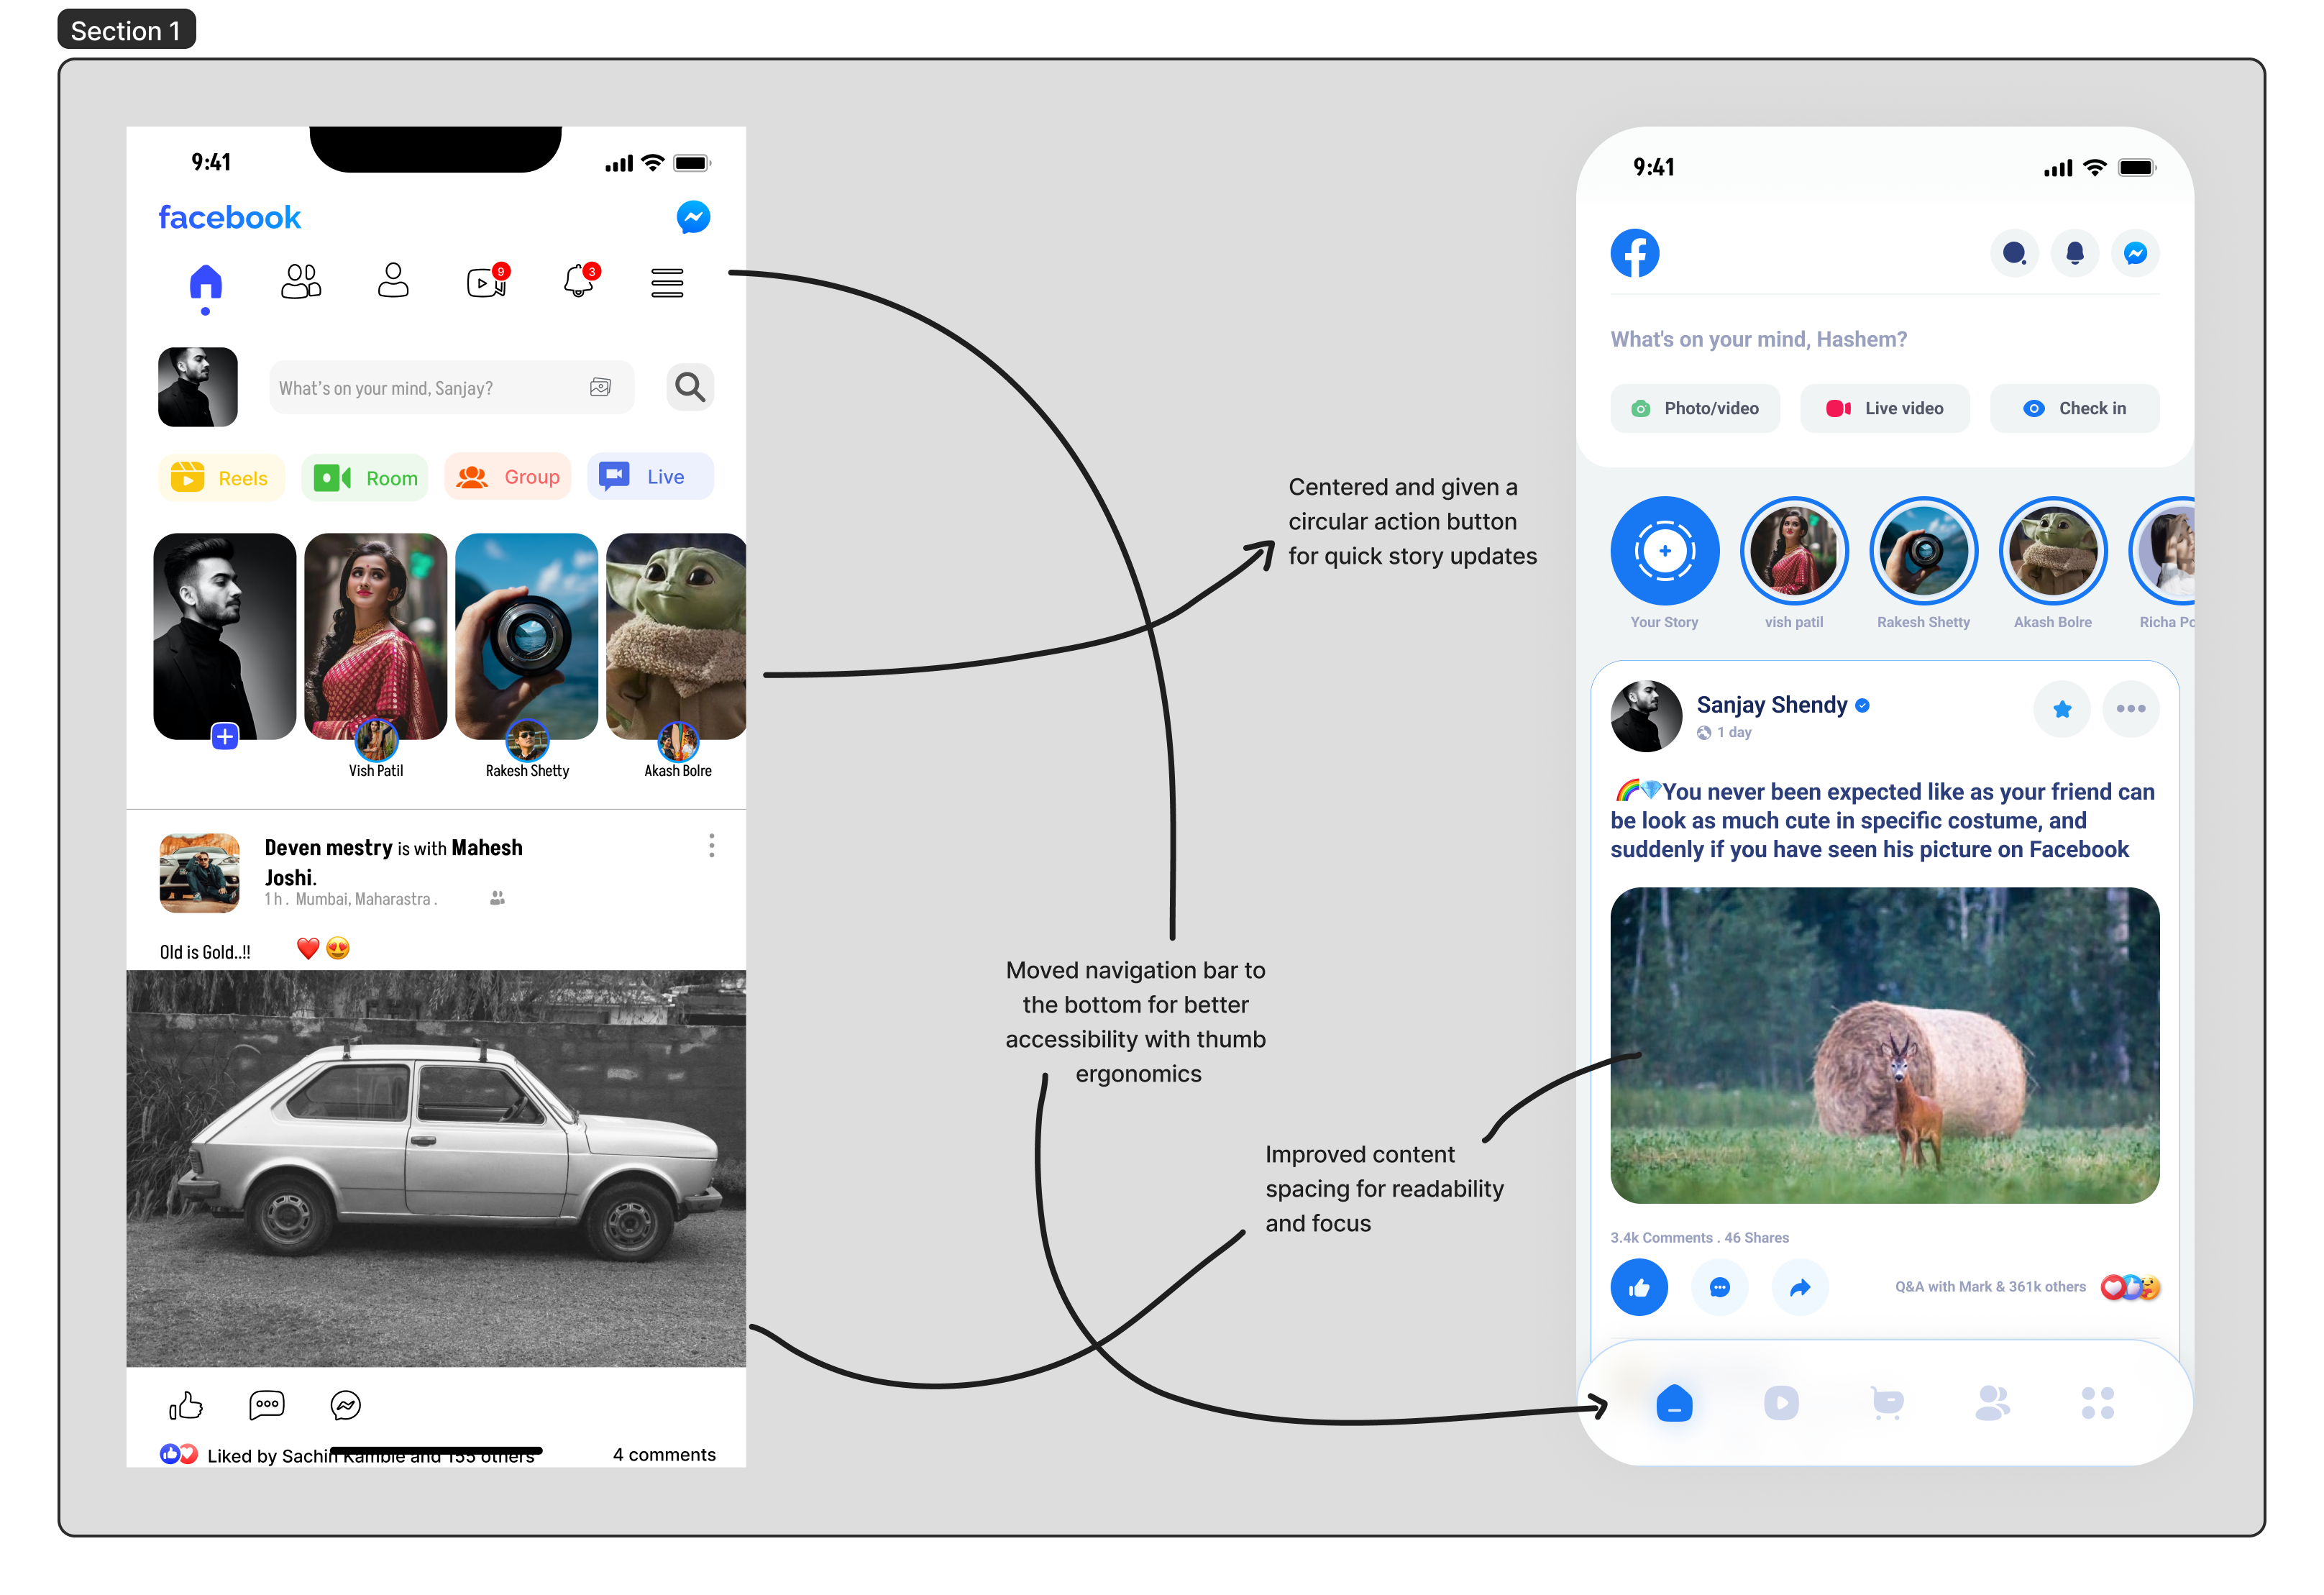 Section 1
9:41
facebook
9
3
What's on your mind, Sanjay?
Reels
Room
Group
Live
Vish Patil
Rakesh Shetty
Akash Bolre
Deven mestry is with Mahesh
Joshi.
1 h . Mumbai, Maharastra .
Old is Gold..!!
Liked by Sachin Kamble and 155 others
4 comments
Centered and given a
circular action button
for quick story updates
Moved navigation bar to
the bottom for better
accessibility with thumb
ergonomics
Improved content
spacing for readability
and focus
9:41
What's on your mind, Hashem?
Photo/video
Live video
Check in
Your Story
vish patil
Rakesh Shetty
Akash Bolre
Richa Po
Sanjay Shendy
1 day
🌈💎You never been expected like as your friend can
be look as much cute in specific costume, and
suddenly if you have seen his picture on Facebook
3.4k Comments . 46 Shares
Q&A with Mark & 361k others